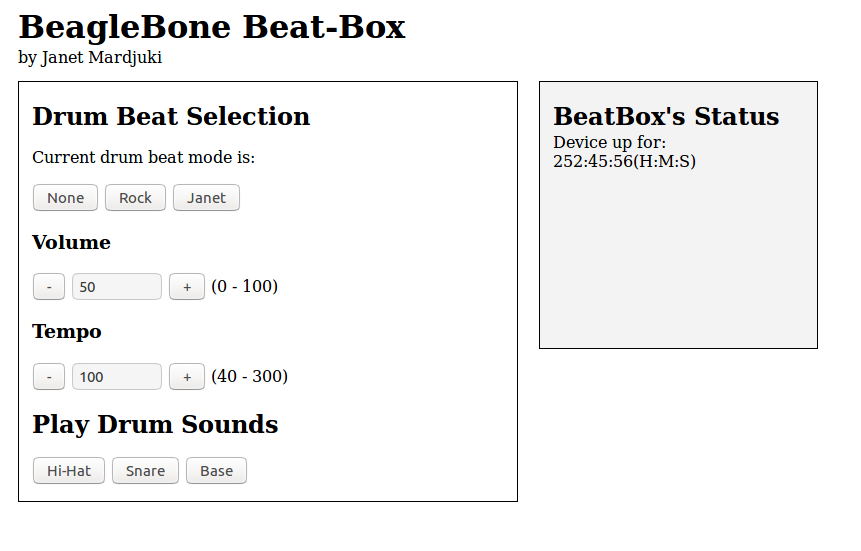 BeagleBone Beat-Box
by Janet Mardjuki
Drum Beat Selection
Current drum beat mode is:
None Rock Janet
Volume
- 50 + (0 - 100)
Tempo
- 100 + (40 - 300)
Play Drum Sounds
Hi-Hat Snare Base
BeatBox's Status
Device up for:
252:45:56(H:M:S)